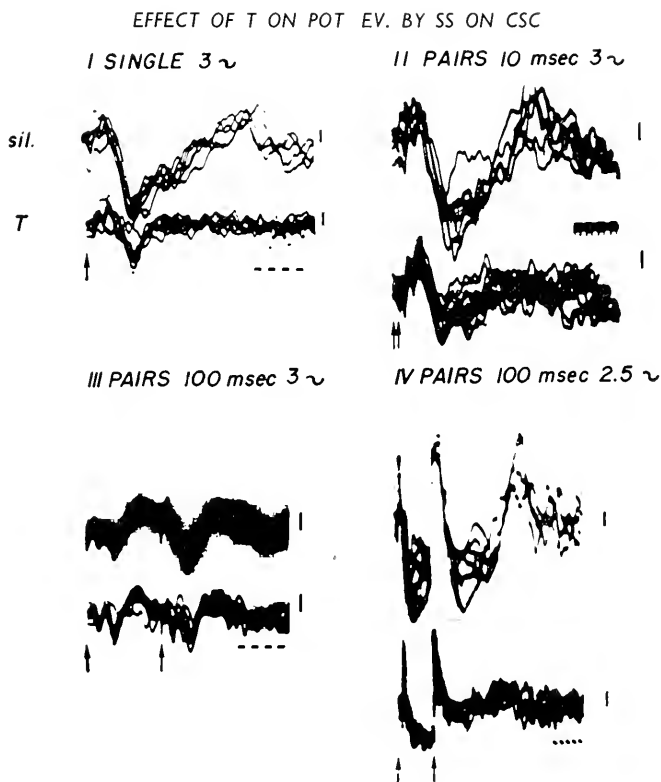 EFFECT OF T ON POT EV. BY SS ON CSC
I SINGLE 3 ~
II PAIRS 10 msec 3 ~
sil.
T
III PAIRS 100 msec 3 ~
IV PAIRS 100 msec 2.5 ~